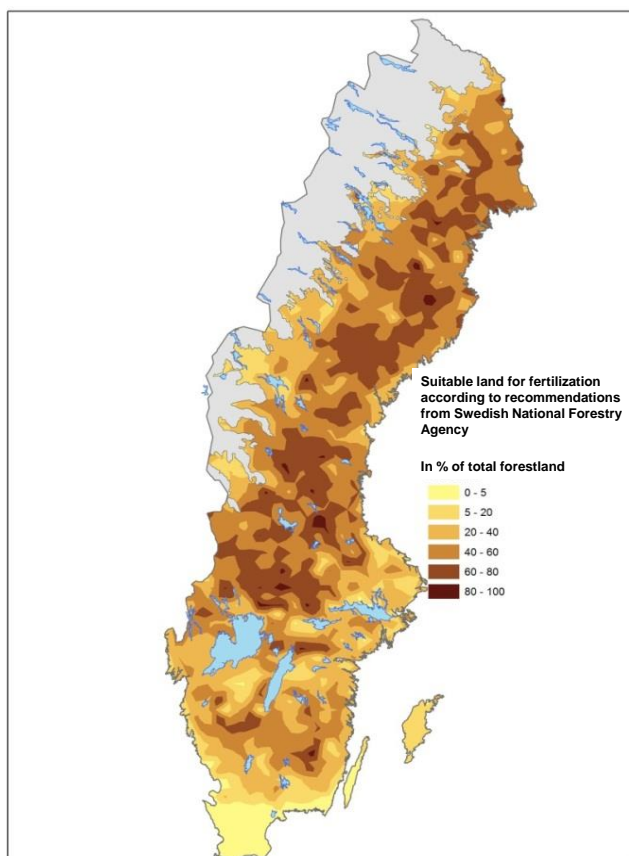 Suitable land for fertilization
according to recommendations
from Swedish National Forestry
Agency
In % of total forestland
0 - 5
5 - 20
20 - 40
40 - 60
60 - 80
80 - 100